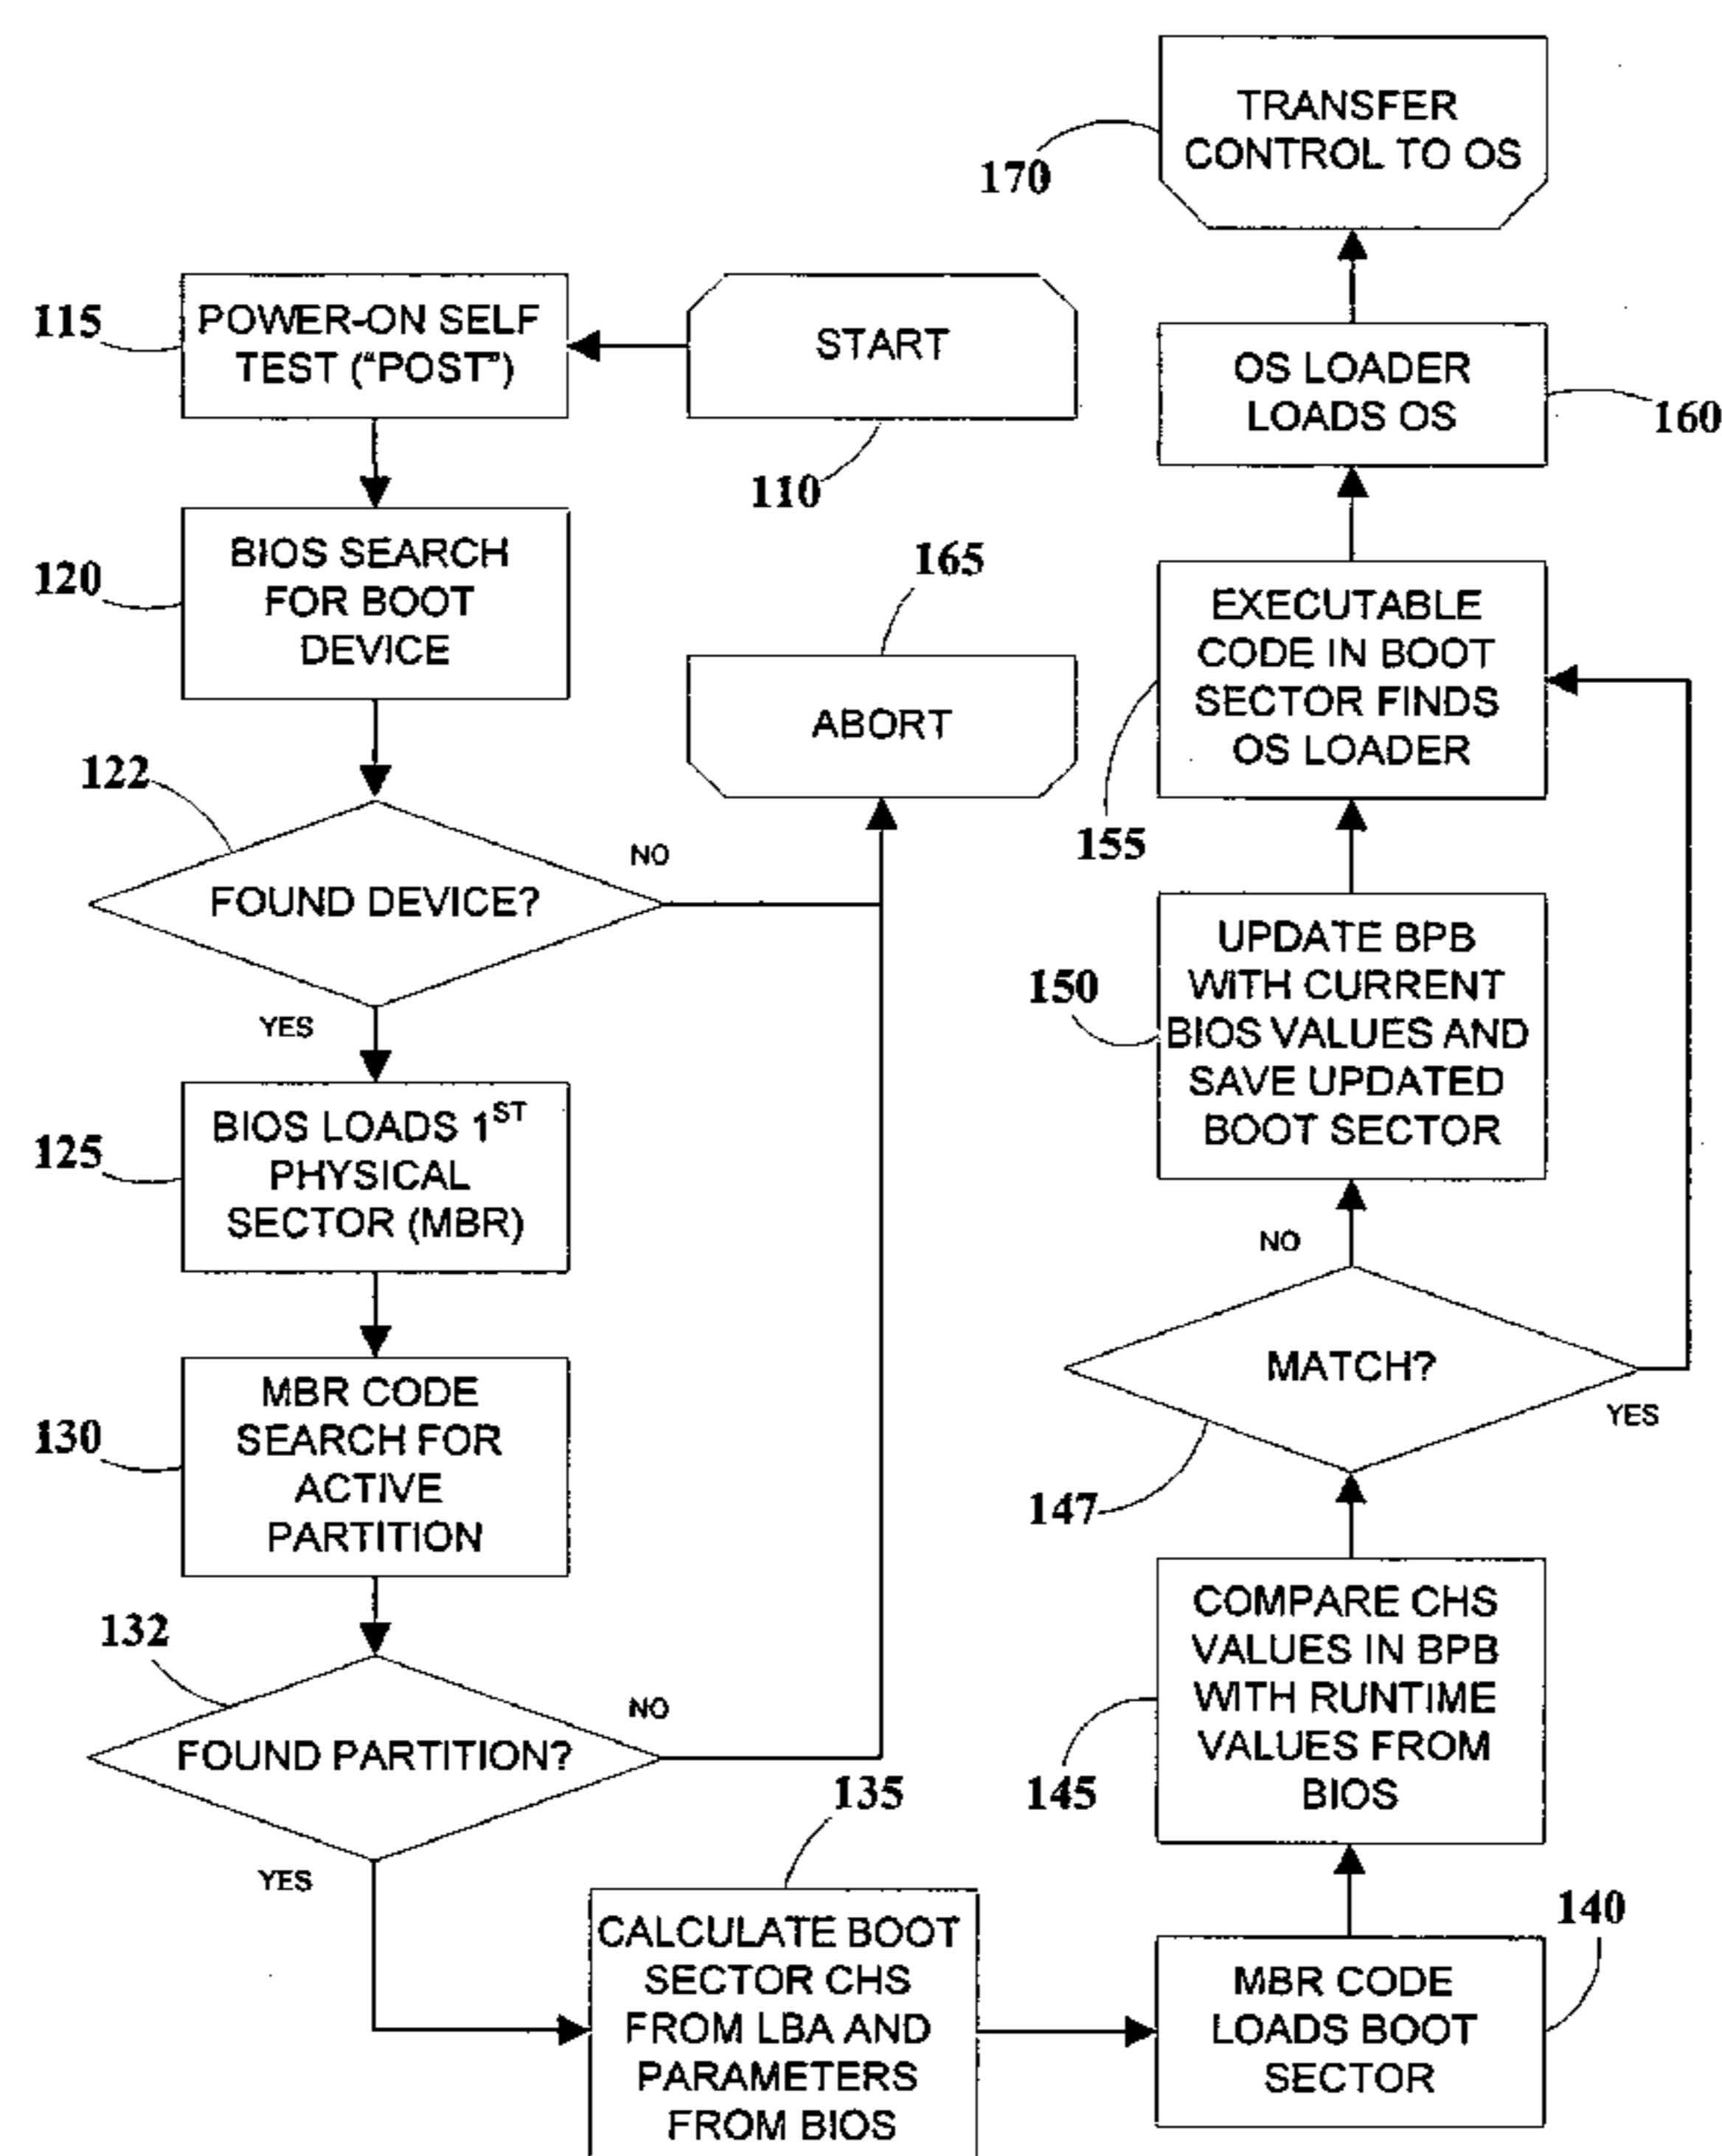 START
110
POWER-ON SELF
TEST ("POST")
115
BIOS SEARCH
FOR BOOT
DEVICE
120
FOUND DEVICE?
122
NO
YES
ABORT
165
BIOS LOADS 1ST
PHYSICAL
SECTOR (MBR)
125
MBR CODE
SEARCH FOR
ACTIVE
PARTITION
130
FOUND PARTITION?
132
NO
YES
CALCULATE BOOT
SECTOR CHS
FROM LBA AND
PARAMETERS
FROM BIOS
135
MBR CODE
LOADS BOOT
SECTOR
140
COMPARE CHS
VALUES IN BPB
WITH RUNTIME
VALUES FROM
BIOS
145
MATCH?
147
NO
YES
UPDATE BPB
WITH CURRENT
BIOS VALUES AND
SAVE UPDATED
BOOT SECTOR
150
EXECUTABLE
CODE IN BOOT
SECTOR FINDS
OS LOADER
155
OS LOADER
LOADS OS
160
TRANSFER
CONTROL TO OS
170